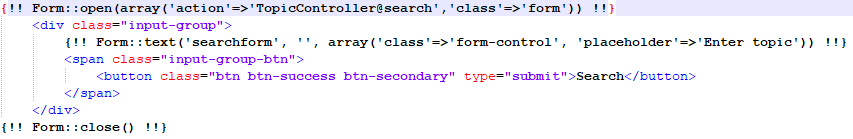 {!! Form::open(array('action'=>'TopicController@search','class'=>'form')) !!}
<div class="input-group">
{!! Form::text('searchform', '', array('class'=>'form-control', 'placeholder'=>'Enter topic')) !!}
<span class="input-group-btn">
<button class="btn btn-success btn-secondary" type="submit">Search</button>
</span>
</div>
{!! Form::close() !!}